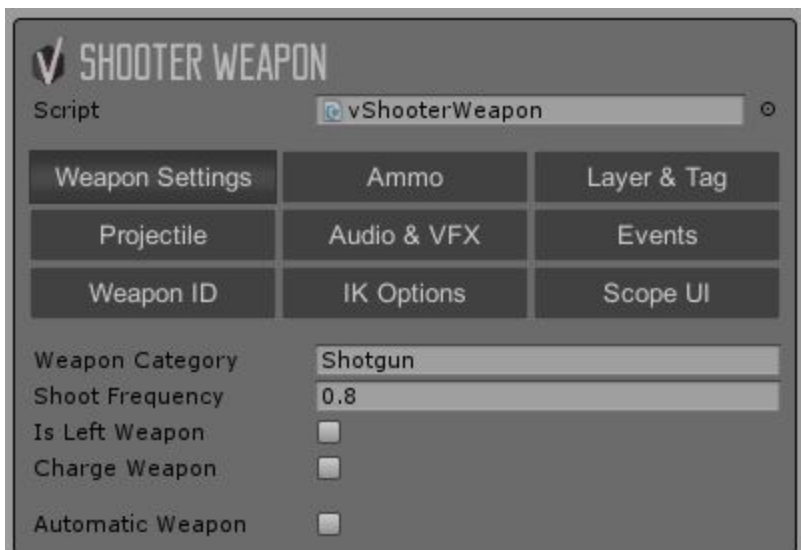 SHOOTER WEAPON
Script vShooterWeapon
Weapon Settings Ammo Layer & Tag
Projectile Audio & VFX Events
Weapon ID IK Options Scope UI
Weapon Category Shotgun
Shoot Frequency 0.8
Is Left Weapon
Charge Weapon
Automatic Weapon